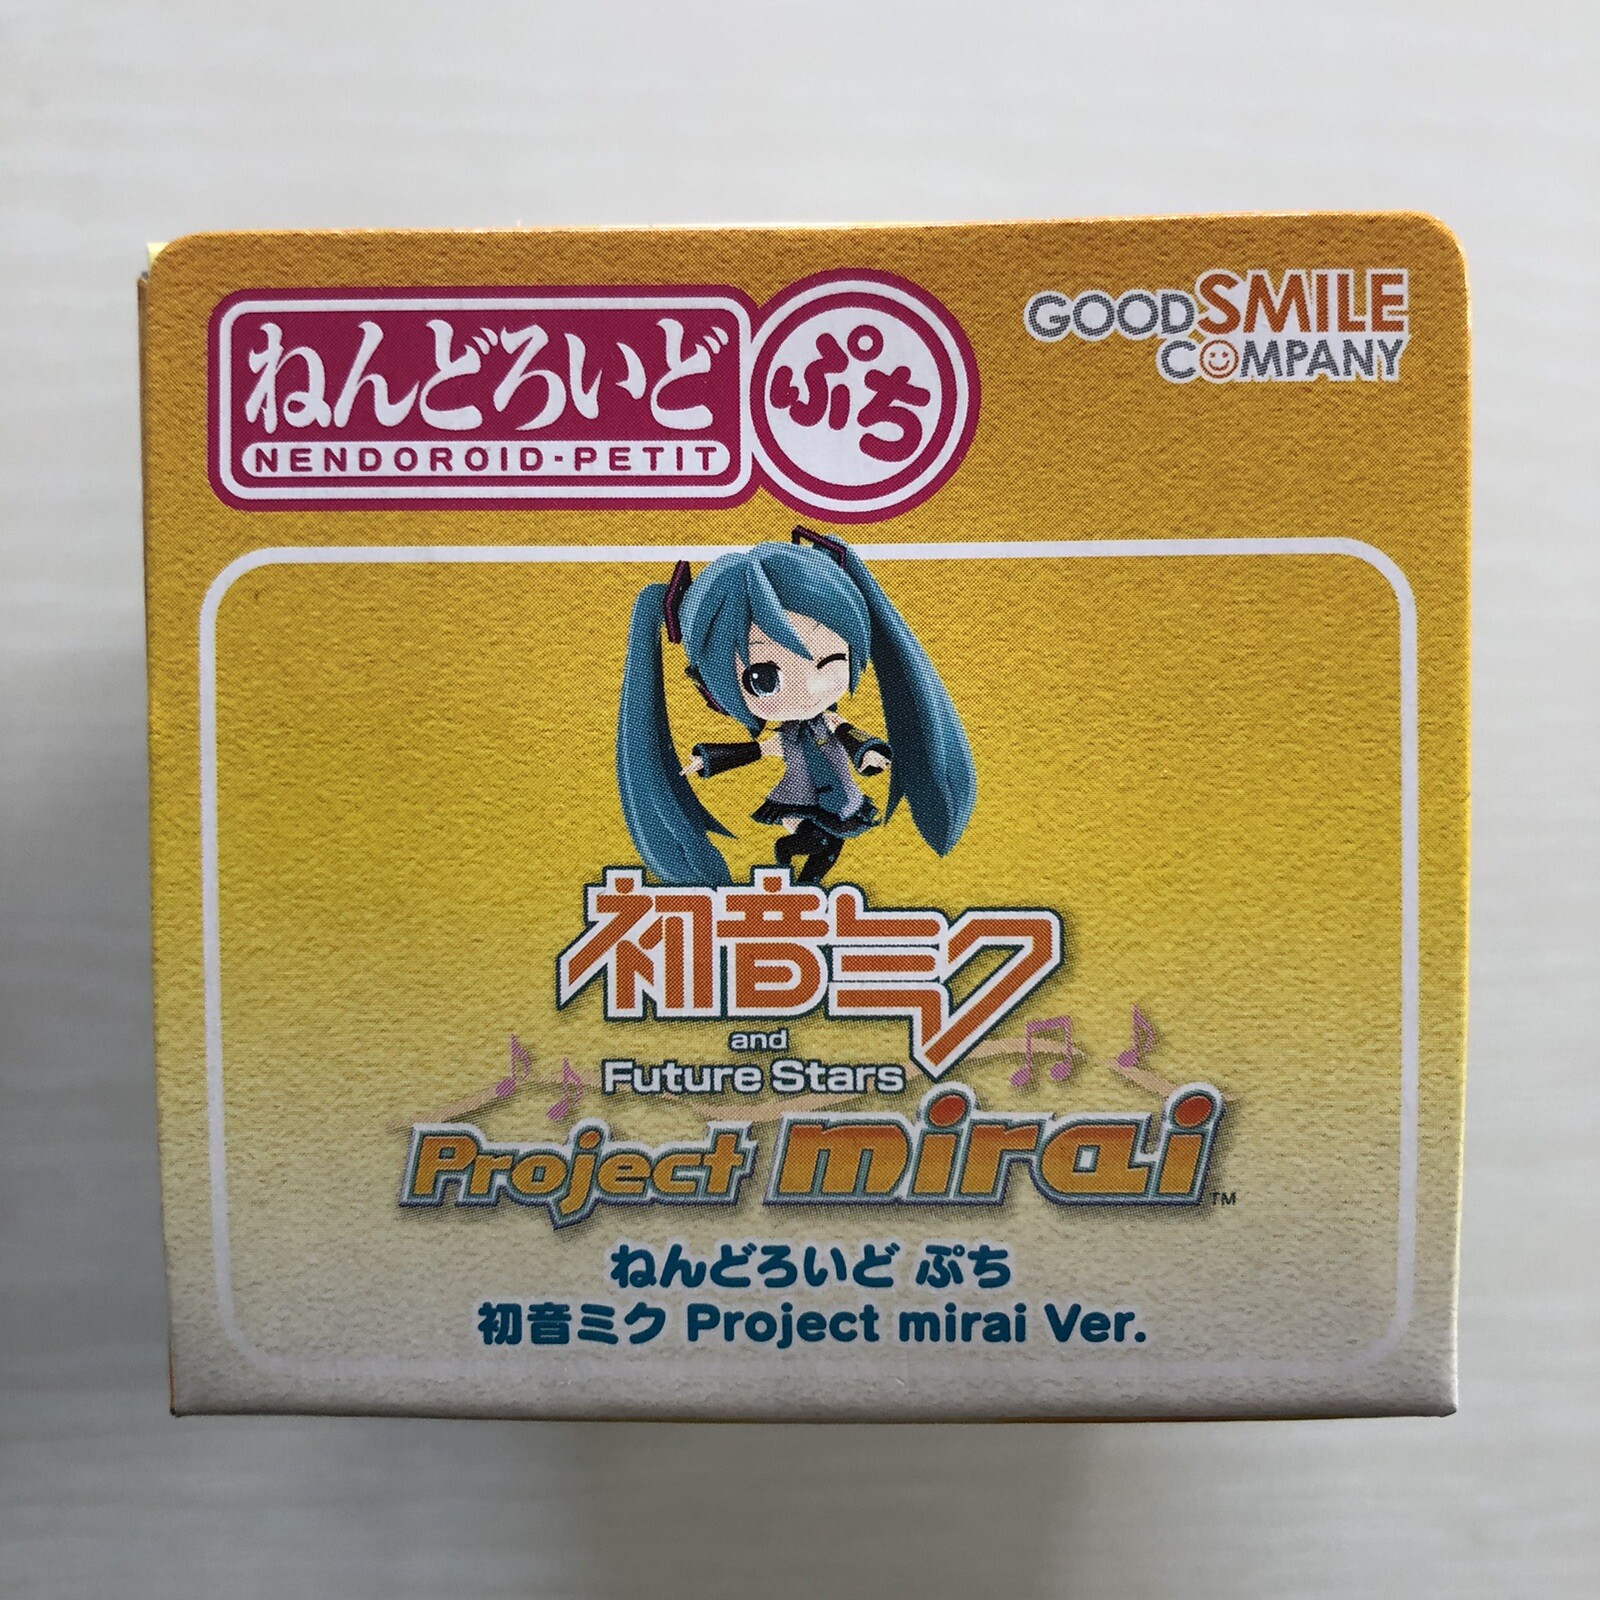 ねんどろいど
NENDOROID-PETIT
ぷち
GOOD SMILE
COMPANY
初音ミク
and
Future Stars
Project mirai
TM
ねんどろいど ぷち
初音ミク Project mirai Ver.